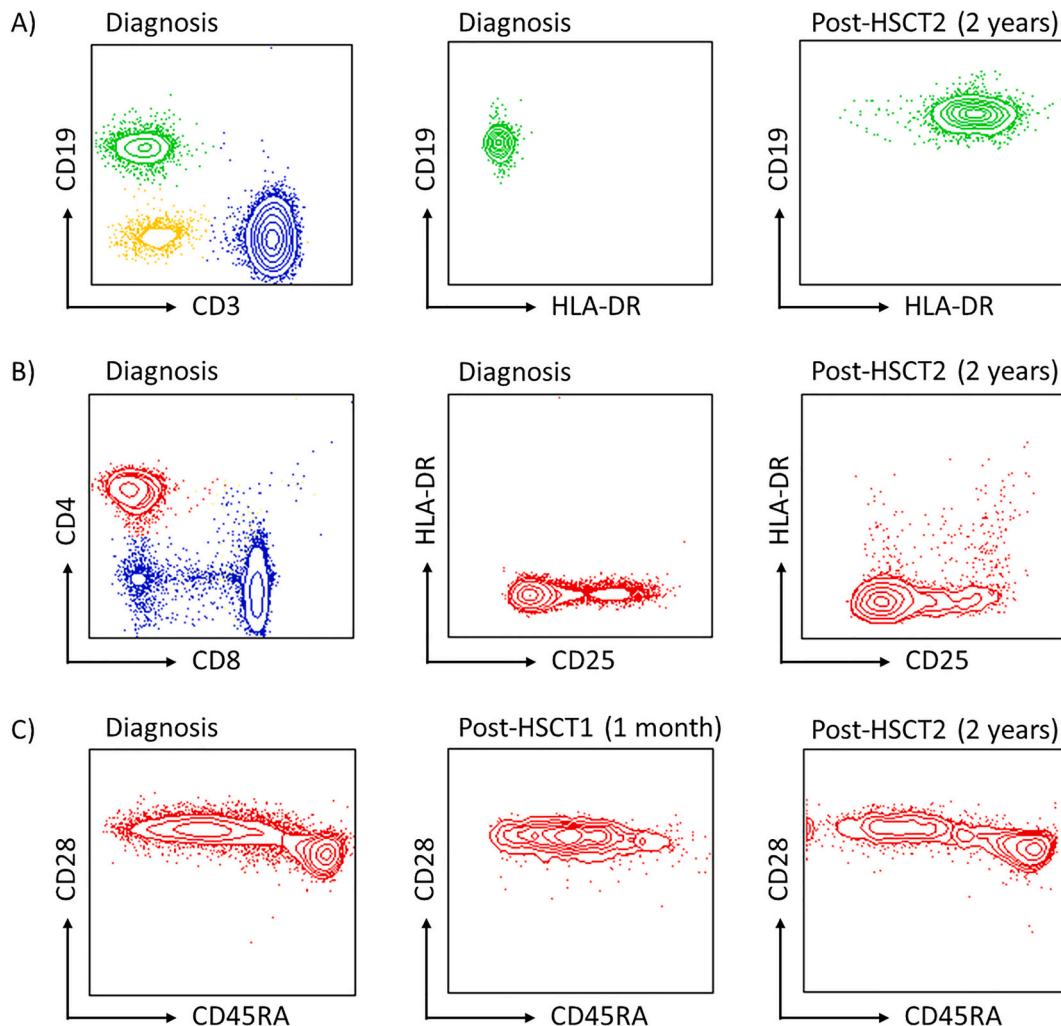 A)
Diagnosis
Diagnosis
Post-HSCT2 (2 years)
CD19
CD19
CD19
CD3
HLA-DR
HLA-DR
B)
Diagnosis
Diagnosis
Post-HSCT2 (2 years)
CD4
HLA-DR
HLA-DR
CD8
CD25
CD25
C)
Diagnosis
Post-HSCT1 (1 month)
Post-HSCT2 (2 years)
CD28
CD28
CD28
CD45RA
CD45RA
CD45RA